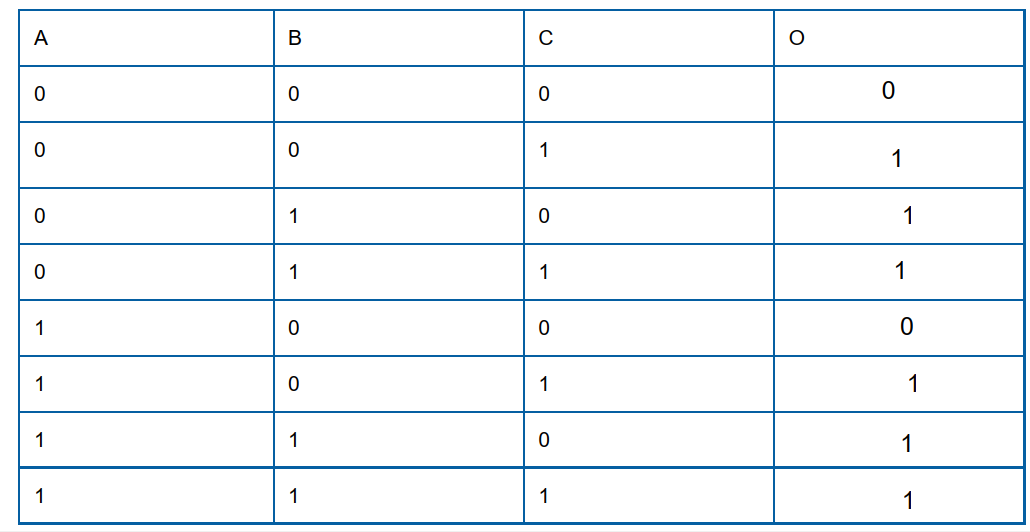 A B C O
0 0 0 0
0 0 1 1
0 1 0 1
0 1 1 1
1 0 0 0
1 0 1 1
1 1 0 1
1 1 1 1